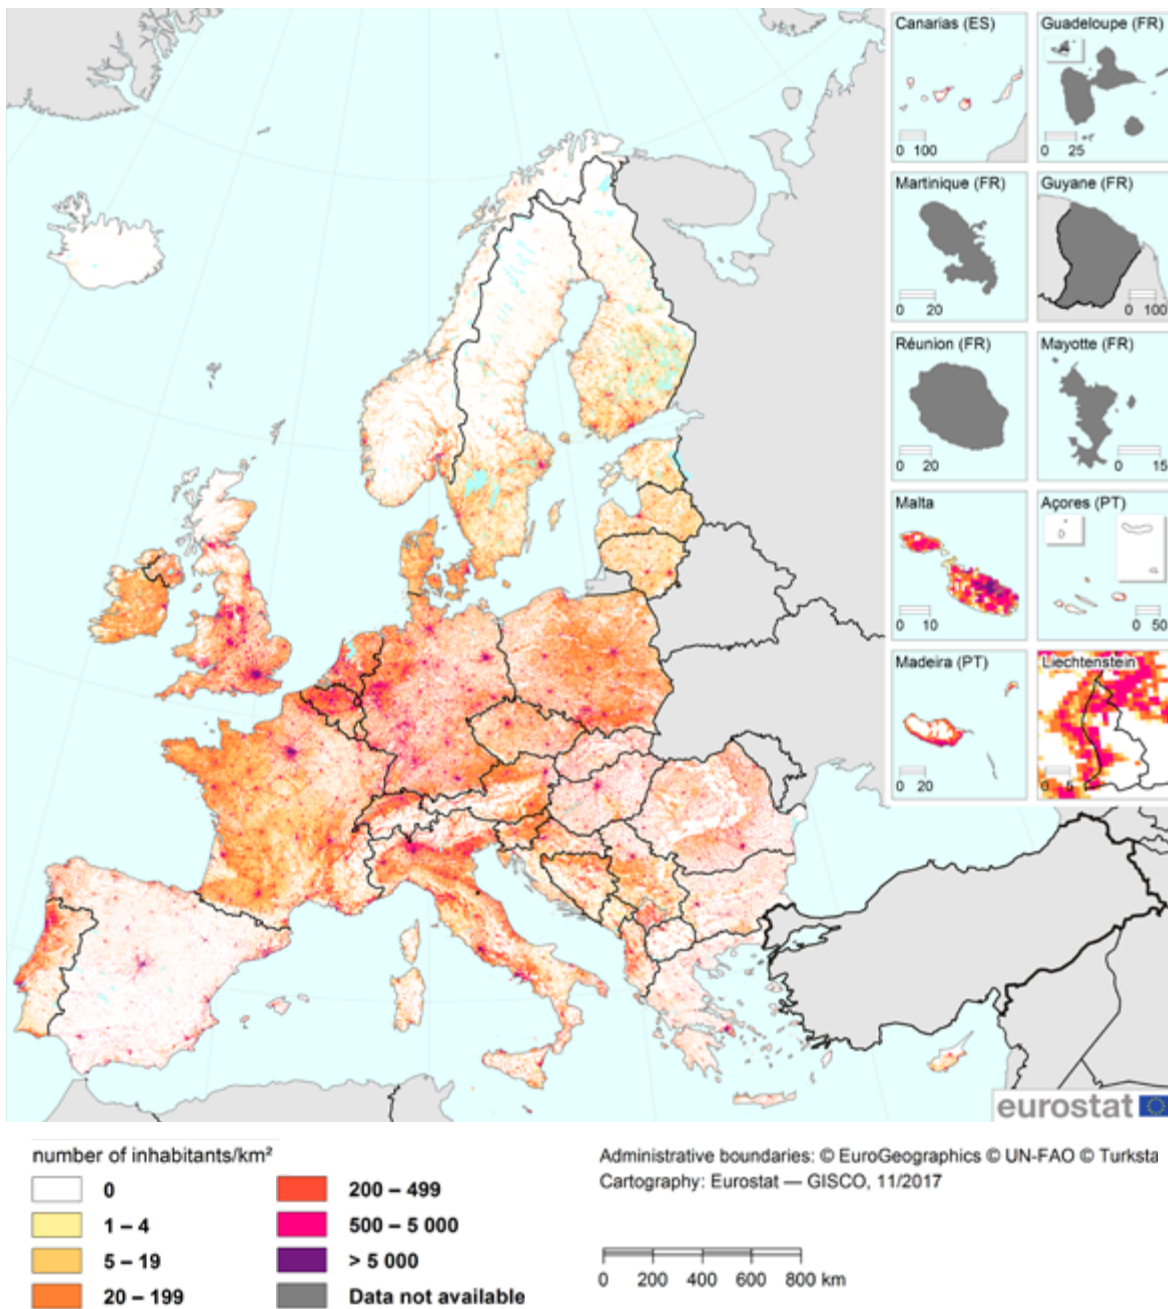 Canarias (ES)
0 100
Guadeloupe (FR)
0 25
Martinique (FR)
0 20
Guyane (FR)
0 100
Réunion (FR)
0 20
Mayotte (FR)
0 15
Malta
0 10
Açores (PT)
0 50
Madeira (PT)
0 20
Liechtenstein
eurostat
number of inhabitants/km²
0
1 – 4
5 – 19
20 – 199
200 – 499
500 – 5 000
> 5 000
Data not available
Administrative boundaries: © EuroGeographics © UN-FAO © Turksta
Cartography: Eurostat — GISCO, 11/2017
0 200 400 600 800 km